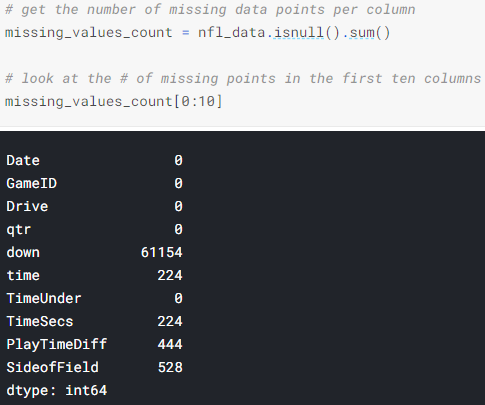 # get the number of missing data points per column
missing_values_count = nfl_data.isnull().sum()
# look at the # of missing points in the first ten columns
missing_values_count[0:10]
Date 0
GameID 0
Drive 0
qtr 0
down 61154
time 224
TimeUnder 0
TimeSecs 224
PlayTimeDiff 444
SideofField 528
dtype: int64